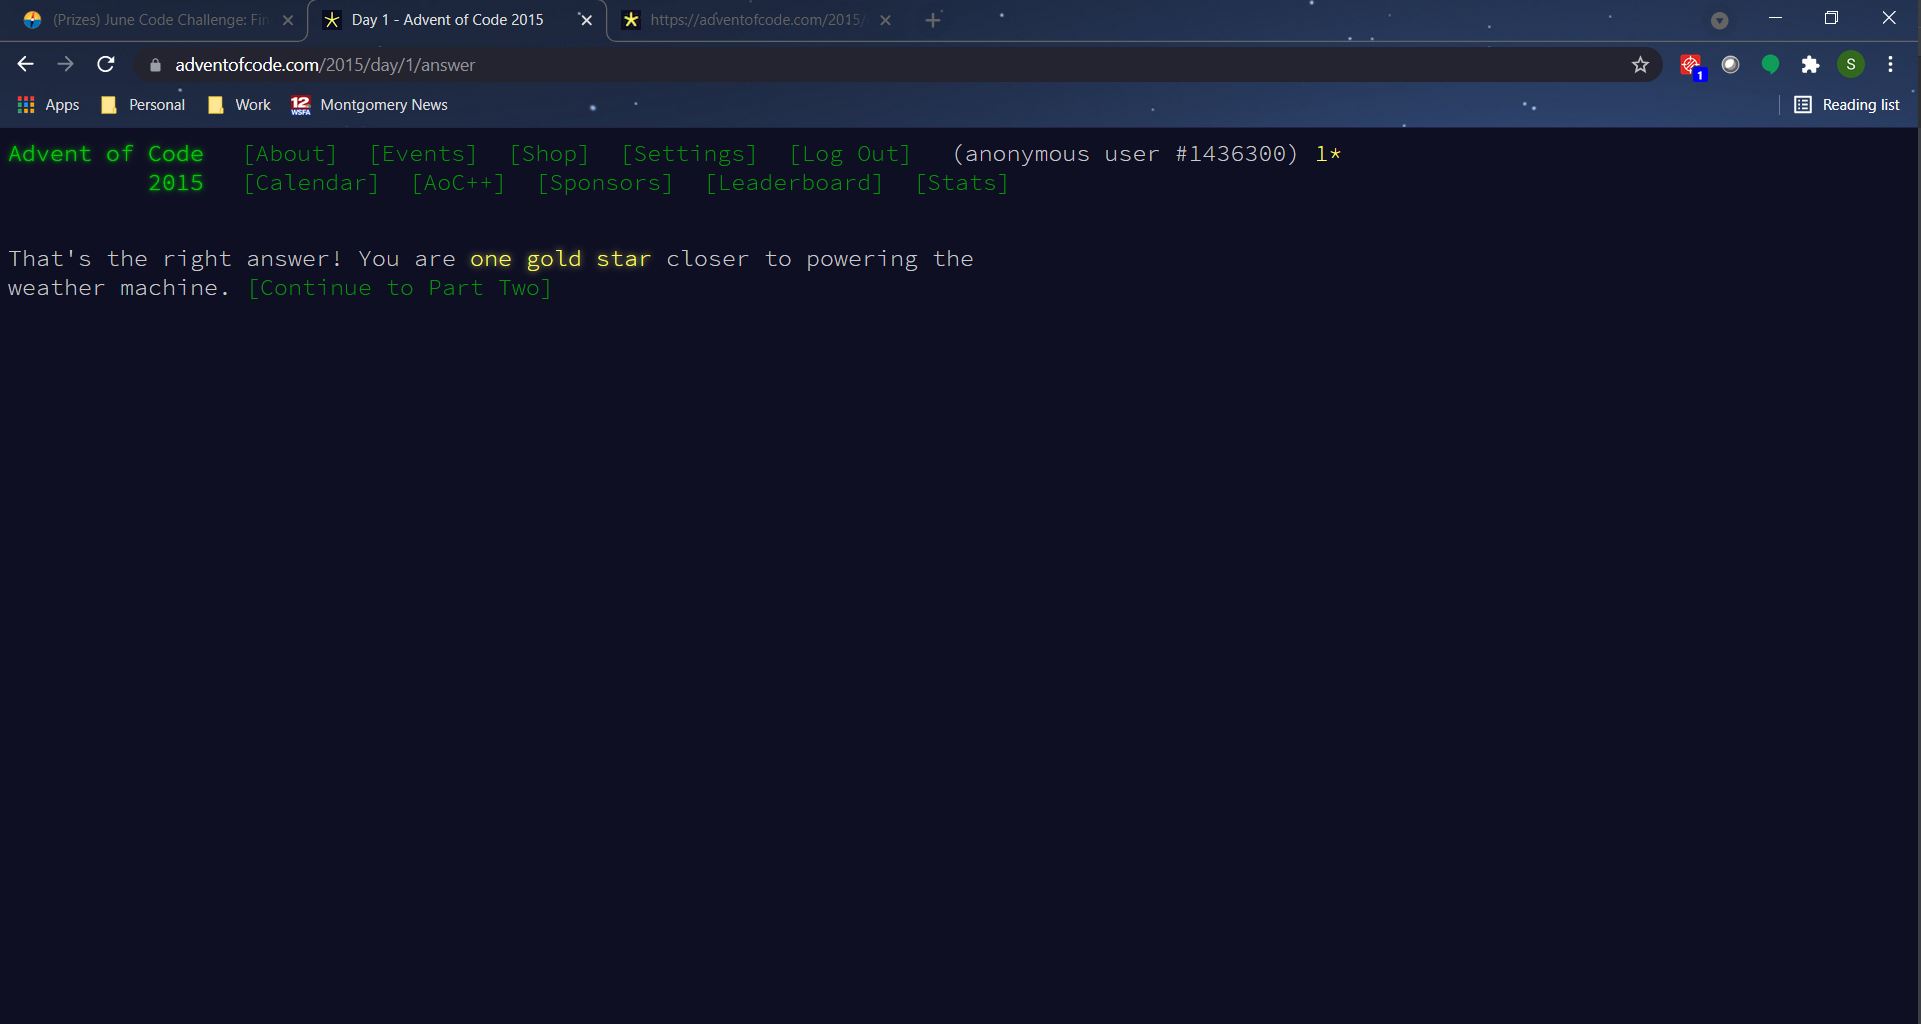 (Prizes) June Code Challenge: Fin
Day 1 - Advent of Code 2015
https://adventofcode.com/2015/
adventofcode.com/2015/day/1/answer
1
S
Apps
Personal
Work
12
WSFA
Montgomery News
Reading list
Advent of Code [About] [Events] [Shop] [Settings] [Log Out] (anonymous user #1436300) 1*
2015 [Calendar] [AoC++] [Sponsors] [Leaderboard] [Stats]
That's the right answer! You are one gold star closer to powering the
weather machine. [Continue to Part Two]